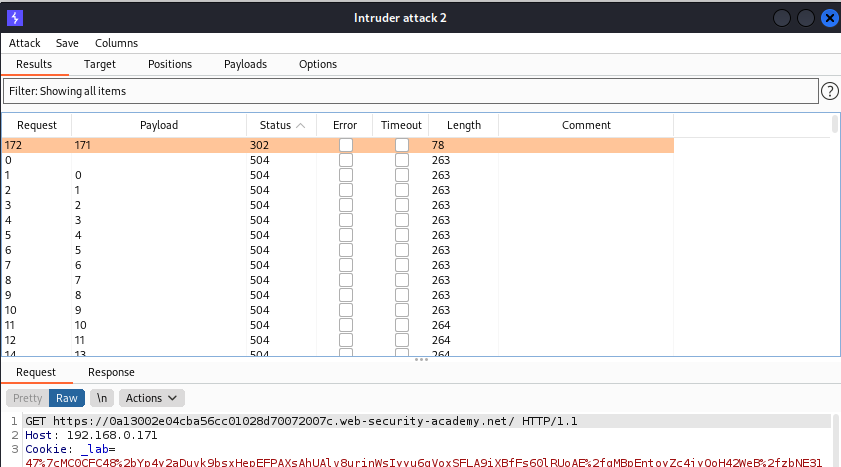 Intruder attack 2
Attack Save Columns
Results Target Positions Payloads Options
Filter: Showing all items ?
Request Payload Status Error Timeout Length Comment
172 171 302 78
0 504 263
1 0 504 263
2 1 504 263
3 2 504 263
4 3 504 263
5 4 504 263
6 5 504 263
7 6 504 263
8 7 504 263
9 8 504 263
10 9 504 263
11 10 504 264
12 11 504 264
14 13 504 264
Request Response
Pretty Raw \n Actions
1 GET https://0a13002e04cba56cc01028d70072007c.web-security-academy.net/ HTTP/1.1
2 Host: 192.168.0.171
3 Cookie: _lab=